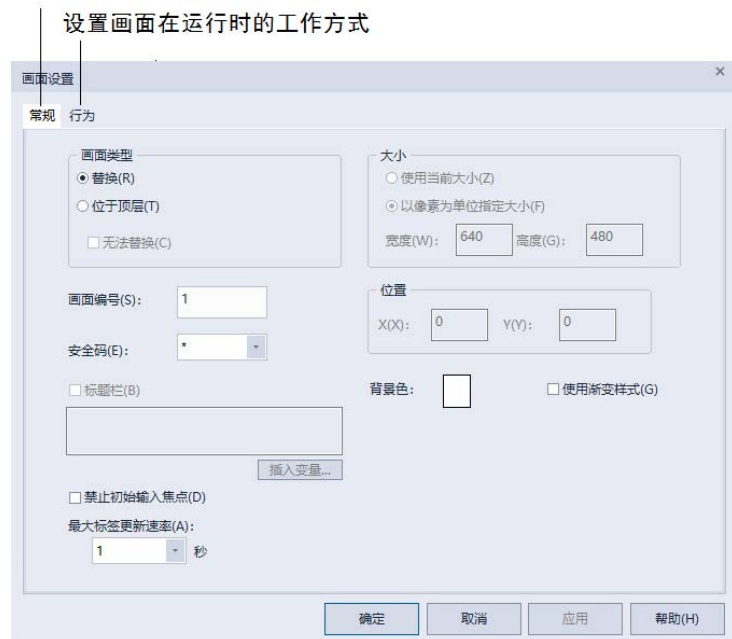 设置画面在运行时的工作方式
画面设置
×
常规 行为
画面类型
替换(R)
位于顶层(T)
无法替换(C)
大小
使用当前大小(Z)
以像素为单位指定大小(F)
宽度(W): 640 高度(G): 480
画面编号(S): 1
位置
X(X): 0 Y(Y): 0
安全码(E): *
标题栏(B)
背景色:
使用渐变样式(G)
插入变量...
禁止初始输入焦点(D)
最大标签更新速率(A):
1 秒
确定 取消 应用 帮助(H)